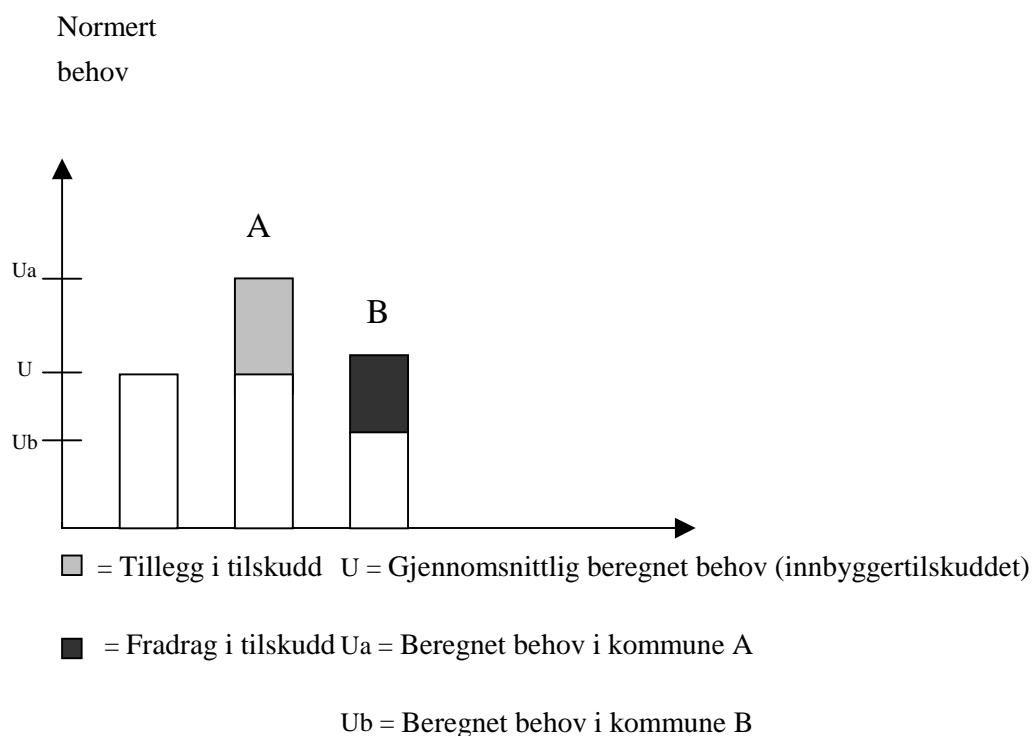 Normert
behov
A
Ua
B
U
Ub
= Tillegg i tilskudd U = Gjennomsnittlig beregnet behov (innbyggertilskuddet)
= Fradrag i tilskudd Ua = Beregnet behov i kommune A
Ub = Beregnet behov i kommune B